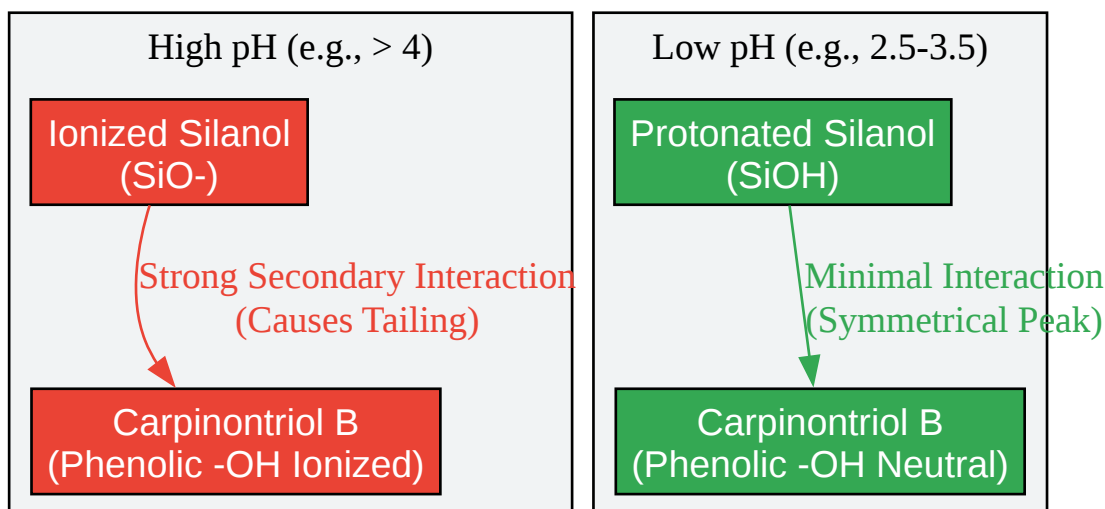 High pH (e.g., > 4)
Ionized Silanol
(SiO-)
Strong Secondary Interaction
(Causes Tailing)
Carpinontriol B
(Phenolic -OH Ionized)
Low pH (e.g., 2.5-3.5)
Protonated Silanol
(SiOH)
Minimal Interaction
(Symmetrical Peak)
Carpinontriol B
(Phenolic -OH Neutral)